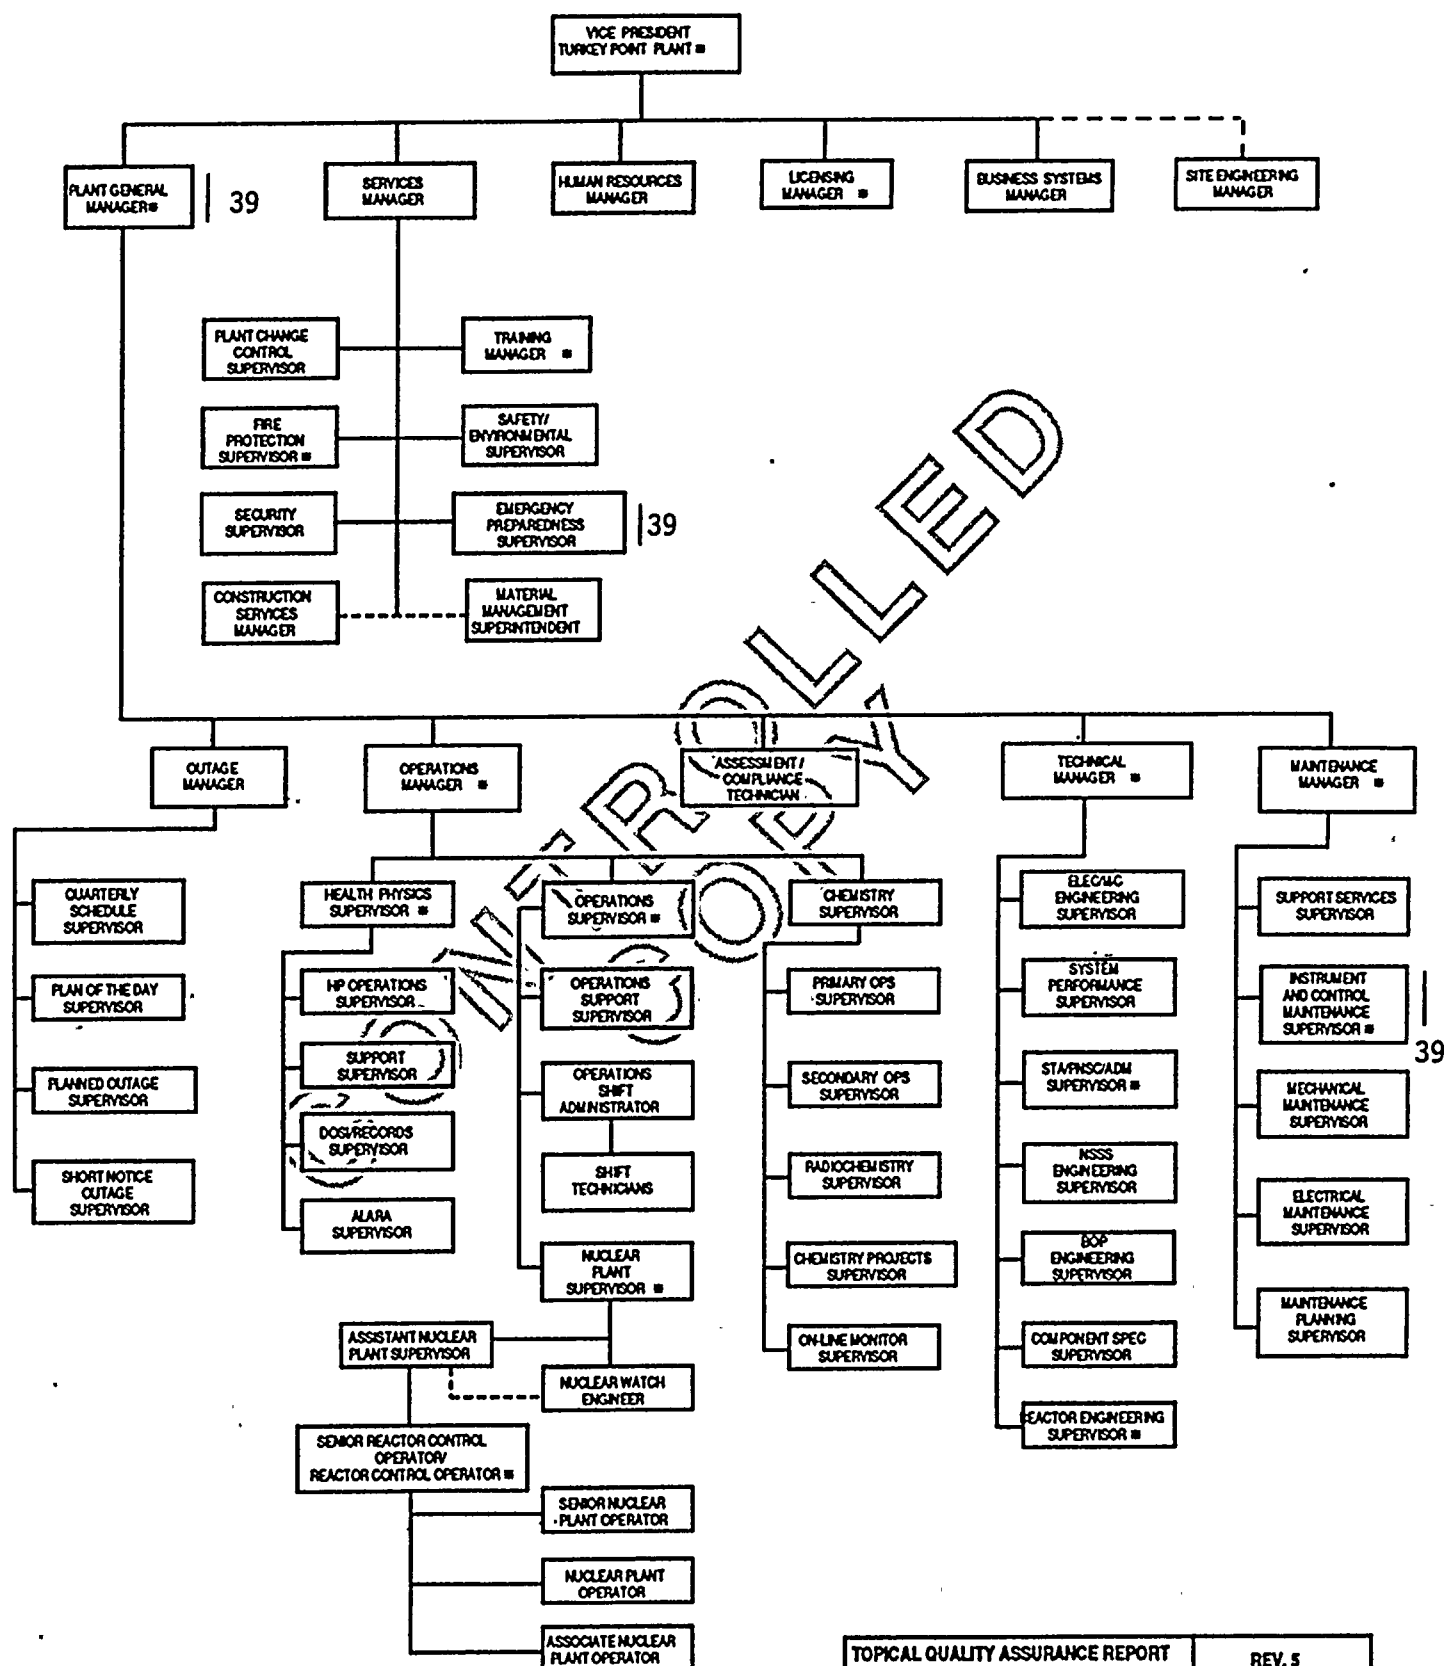 VICE PRESIDENT
TURKEY POINT PLANT ※
PLANT GENERAL
MANAGER※
39
SERVICES
MANAGER
HUMAN RESOURCES
MANAGER
LICENSING
MANAGER ※
BUSINESS SYSTEMS
MANAGER
SITE ENGINEERING
MANAGER
PLANT CHANGE
CONTROL
SUPERVISOR
TRAINING
MANAGER ※
FIRE
PROTECTION
SUPERVISOR ※
SAFETY/
ENVIRONMENTAL
SUPERVISOR
SECURITY
SUPERVISOR
EMERGENCY
PREPAREDNESS
SUPERVISOR
39
CONSTRUCTION
SERVICES
MANAGER
MATERIAL
MANAGEMENT
SUPERINTENDENT
OUTAGE
MANAGER
OPERATIONS
MANAGER ※
ASSESSMENT /
COMPLIANCE
TECHNICIAN
TECHNICAL
MANAGER ※
MAINTENANCE
MANAGER ※
QUARTERLY
SCHEDULE
SUPERVISOR
PLAN OF THE DAY
SUPERVISOR
PLANNED OUTAGE
SUPERVISOR
SHORT NOTICE
OUTAGE
SUPERVISOR
HEALTH PHYSICS
SUPERVISOR ※
HP OPERATIONS
SUPERVISOR
SUPPORT
SUPERVISOR
DOSI/RECORDS
SUPERVISOR
ALARA
SUPERVISOR
OPERATIONS
SUPERVISOR ※
OPERATIONS
SUPPORT
SUPERVISOR
OPERATIONS
SHIFT
ADMINISTRATOR
SHIFT
TECHNICIANS
NUCLEAR
PLANT
SUPERVISOR ※
ASSISTANT NUCLEAR
PLANT SUPERVISOR
NUCLEAR WATCH
ENGINEER
SENIOR REACTOR CONTROL
OPERATOR/
REACTOR CONTROL OPERATOR ※
SENIOR NUCLEAR
PLANT OPERATOR
NUCLEAR PLANT
OPERATOR
ASSOCIATE NUCLEAR
PLANT OPERATOR
CHEMISTRY
SUPERVISOR
PRIMARY OPS
SUPERVISOR
SECONDARY OPS
SUPERVISOR
RADIOCHEMISTRY
SUPERVISOR
CHEMISTRY PROJECTS
SUPERVISOR
ON-LINE MONITOR
SUPERVISOR
ELEC/I&C
ENGINEERING
SUPERVISOR
SYSTEM
PERFORMANCE
SUPERVISOR
STA/PNSC/ADM
SUPERVISOR ※
NSSS
ENGINEERING
SUPERVISOR
BOP
ENGINEERING
SUPERVISOR
COMPONENT SPEC
SUPERVISOR
REACTOR ENGINEERING
SUPERVISOR ※
SUPPORT SERVICES
SUPERVISOR
INSTRUMENT
AND CONTROL
MAINTENANCE
SUPERVISOR ※
39
MECHANICAL
MAINTENANCE
SUPERVISOR
ELECTRICAL
MAINTENANCE
SUPERVISOR
MAINTENANCE
PLANNING
SUPERVISOR
CONTROLLED
COPY
TOPICAL QUALITY ASSURANCE REPORT
REV. 5